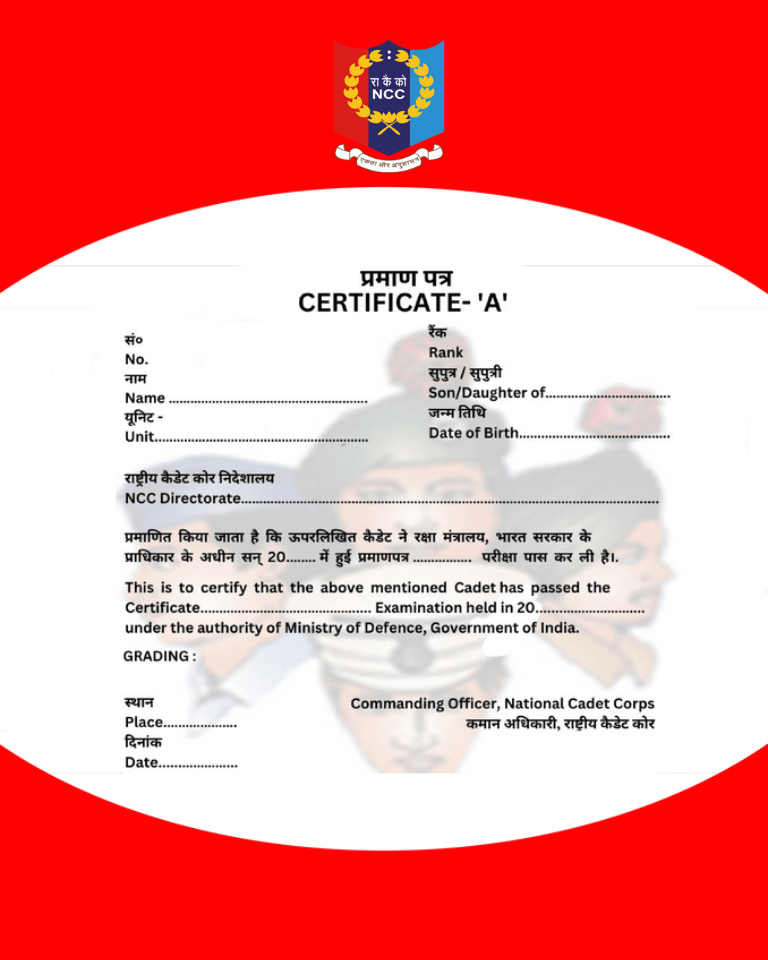 रा कै को
NCC
एकता और अनुशासन
प्रमाण पत्र
CERTIFICATE- 'A'
सं०
No.
नाम
Name ............................................................
यूनिट -
Unit................................................................
रैंक
Rank
सुपुत्र / सुपुत्री
Son/Daughter of..................................
जन्म तिथि
Date of Birth.........................................
राष्ट्रीय कैडेट कोर निदेशालय
NCC Directorate..............................................................................................................
प्रमाणित किया जाता है कि ऊपरलिखित कैडेट ने रक्षा मंत्रालय, भारत सरकार के
प्राधिकार के अधीन सन् 20........ में हुई प्रमाणपत्र ................ परीक्षा पास कर ली है।.
This is to certify that the above mentioned Cadet has passed the
Certificate.............................................. Examination held in 20..............................
under the authority of Ministry of Defence, Government of India.
GRADING :
स्थान
Place....................
दिनांक
Date......................
Commanding Officer, National Cadet Corps
कमान अधिकारी, राष्ट्रीय कैडेट कोर